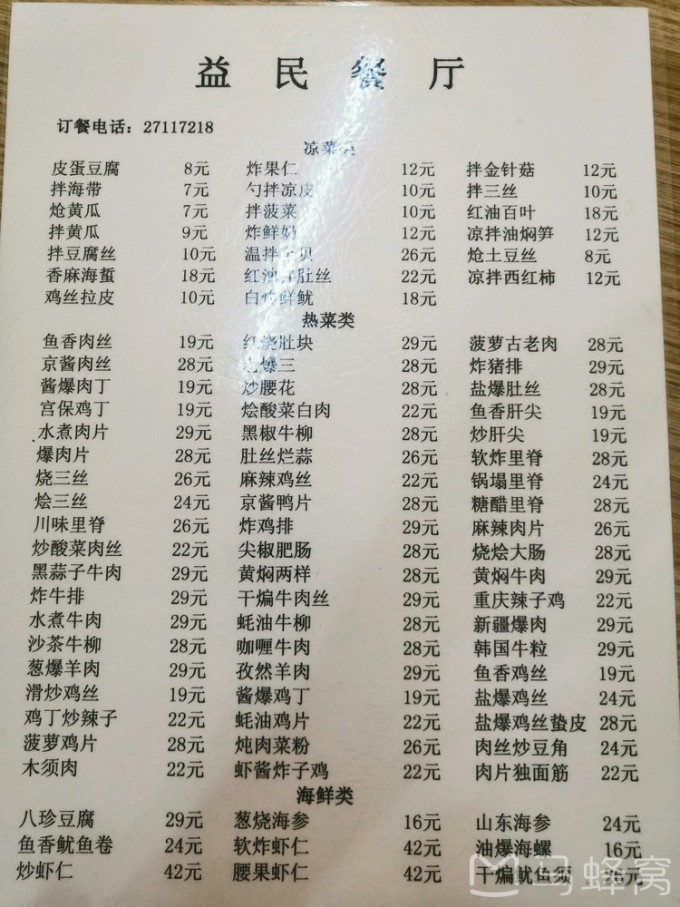 益民餐厅
订餐电话：27117218
凉菜类
皮蛋豆腐 8元 炸果仁 12元 拌金针菇 12元
拌海带 7元 勺拌凉皮 10元 拌三丝 10元
炝黄瓜 7元 拌菠菜 10元 红油百叶 18元
拌黄瓜 9元 炸鲜奶 12元 凉拌油焖笋 12元
拌豆腐丝 10元 温拌 贝 26元 炝土豆丝 8元
香麻海蜇 18元 红油 肚丝 22元 凉拌西红柿 12元
鸡丝拉皮 10元 白 鲜鱿 18元
热菜类
鱼香肉丝 19元 红烧肚块 29元 菠萝古老肉 28元
京酱肉丝 28元 爆三 28元 炸猪排 29元
酱爆肉丁 19元 炒腰花 28元 盐爆肚丝 28元
宫保鸡丁 19元 烩酸菜白肉 22元 鱼香肝尖 19元
水煮肉片 29元 黑椒牛柳 28元 炒肝尖 19元
爆肉片 28元 肚丝烂蒜 26元 软炸里脊 28元
烧三丝 26元 麻辣鸡丝 22元 锅塌里脊 24元
烩三丝 24元 京酱鸭片 28元 糖醋里脊 28元
川味里脊 26元 炸鸡排 29元 麻辣肉片 26元
炒酸菜肉丝 22元 尖椒肥肠 28元 烧烩大肠 28元
黑蒜子牛肉 29元 黄焖两样 28元 黄焖牛肉 29元
炸牛排 29元 干煸牛肉丝 29元 重庆辣子鸡 22元
水煮牛肉 29元 蚝油牛柳 28元 新疆爆肉 29元
沙茶牛柳 28元 咖喱牛肉 28元 韩国牛粒 29元
葱爆羊肉 29元 孜然羊肉 29元 鱼香鸡丝 19元
滑炒鸡丝 19元 酱爆鸡丁 19元 盐爆鸡丝 24元
鸡丁炒辣子 22元 蚝油鸡片 22元 盐爆鸡丝蛰皮 28元
菠萝鸡片 28元 炖肉菜粉 26元 肉丝炒豆角 24元
木须肉 22元 虾酱炸子鸡 22元 肉片独面筋 22元
海鲜类
八珍豆腐 29元 葱烧海参 16元 山东海参 24元
鱼香鱿鱼卷 24元 软炸虾仁 42元 油爆海螺 16元
炒虾仁 42元 腰果虾仁 42元 干煸鱿鱼须 26元
马蜂窝